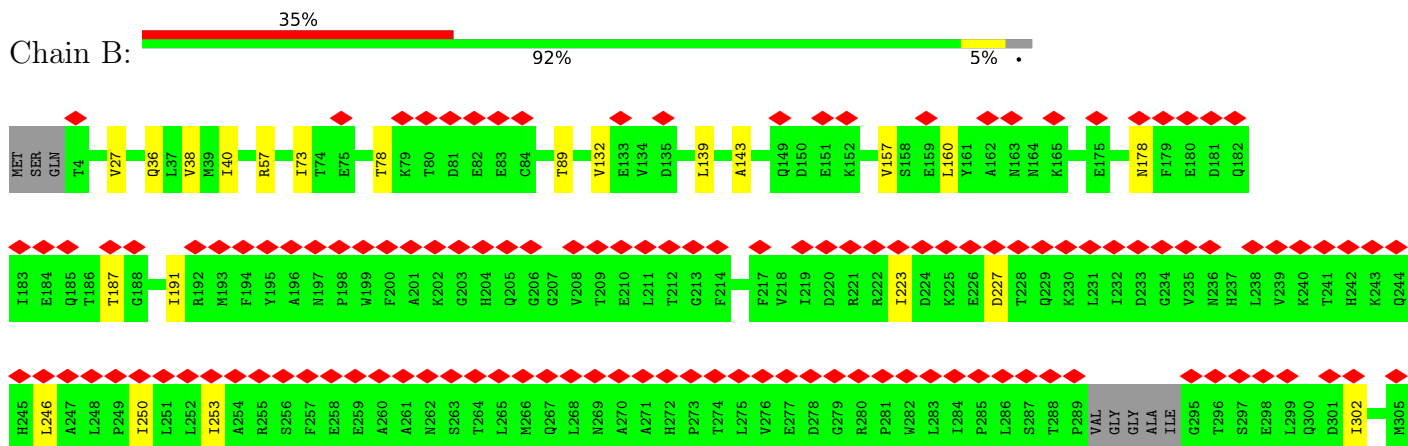 35%
Chain B:
92% 5% •
MET SER GLN T4 V27 Q36 L37 V38 M39 I40 R57 I73 T74 E75 T78 K79 T80 D81 E82 E83 C84 T89 V132 E133 V134 D135 L139 A143 Q149 D150 E151 K152 V157 S158 E159 L160 Y161 A162 N163 N164 K165 E175 N178 F179 E180 D181 Q182
I183 E184 Q185 T186 T187 G188 I191 R192 M193 F194 Y195 A196 N197 P198 W199 F200 A201 K202 G203 H204 Q205 G206 G207 V208 T209 E210 L211 T212 G213 F214 F217 V218 I219 D220 R221 R222 I223 D224 K225 E226 D227 T228 Q229 K230 L231 I232 D233 G234 V235 N236 H237 L238 V239 K240 T241 H242 K243 Q244
H245 L246 A247 L248 P249 I250 L251 L252 I253 A254 R255 S256 F257 E258 E259 A260 A261 N262 S263 T264 L265 M266 Q267 L268 N269 A270 A271 H272 P273 T274 L275 V276 E277 D278 G279 R280 P281 W282 L283 I284 P285 L286 S287 T288 P289 VAL GLY GLY ALA ILE G295 T296 S297 E298 L299 Q300 D301 I302 M305